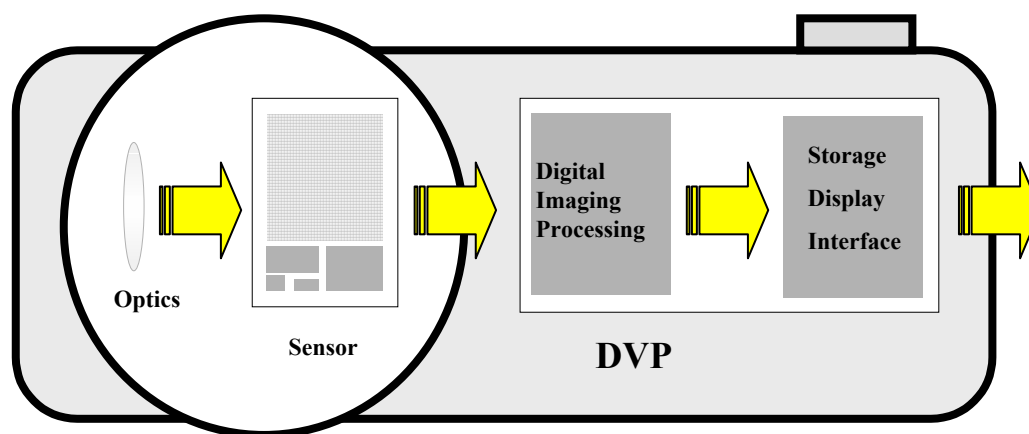 Optics
Sensor
Digital
Imaging
Processing
Storage
Display
Interface
DVP